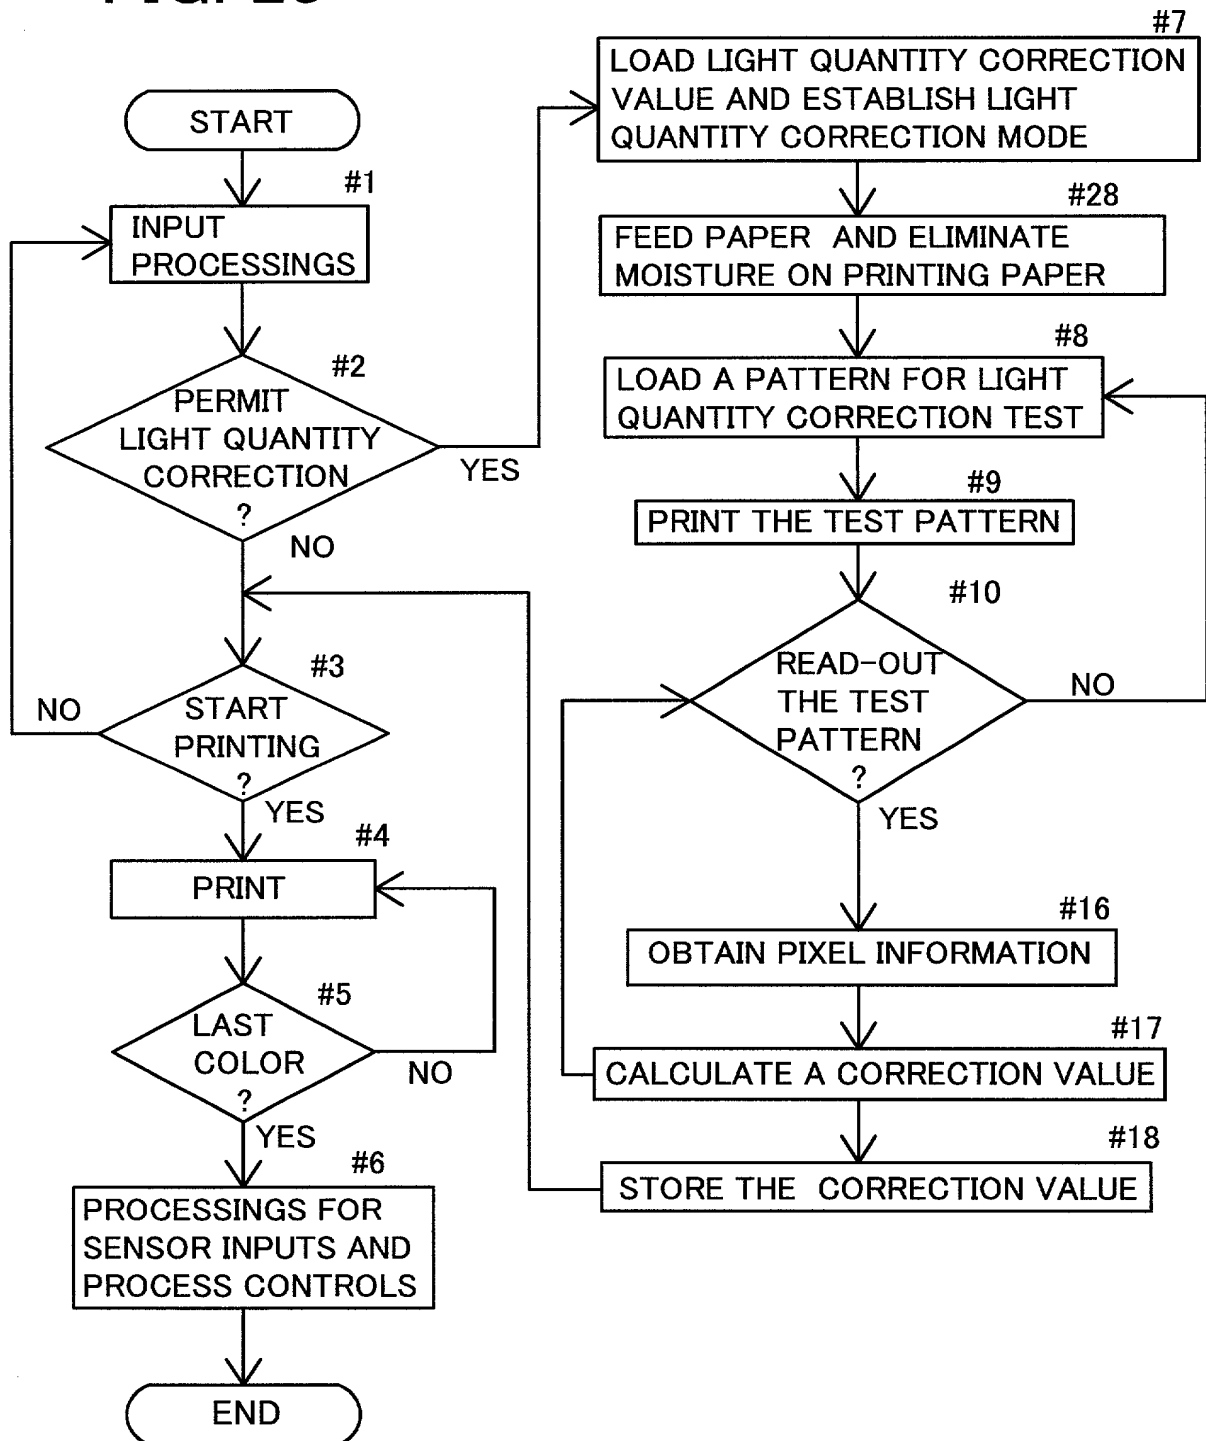 START
#1
INPUT
PROCESSINGS
#2
PERMIT
LIGHT QUANTITY
CORRECTION
?
YES
NO
#3
START
PRINTING
?
NO
YES
#4
PRINT
#5
LAST
COLOR
?
NO
YES
#6
PROCESSINGS FOR
SENSOR INPUTS AND
PROCESS CONTROLS
END
#7
LOAD LIGHT QUANTITY CORRECTION
VALUE AND ESTABLISH LIGHT
QUANTITY CORRECTION MODE
#28
FEED PAPER AND ELIMINATE
MOISTURE ON PRINTING PAPER
#8
LOAD A PATTERN FOR LIGHT
QUANTITY CORRECTION TEST
#9
PRINT THE TEST PATTERN
#10
READ-OUT
THE TEST
PATTERN
?
NO
YES
#16
OBTAIN PIXEL INFORMATION
#17
CALCULATE A CORRECTION VALUE
#18
STORE THE CORRECTION VALUE